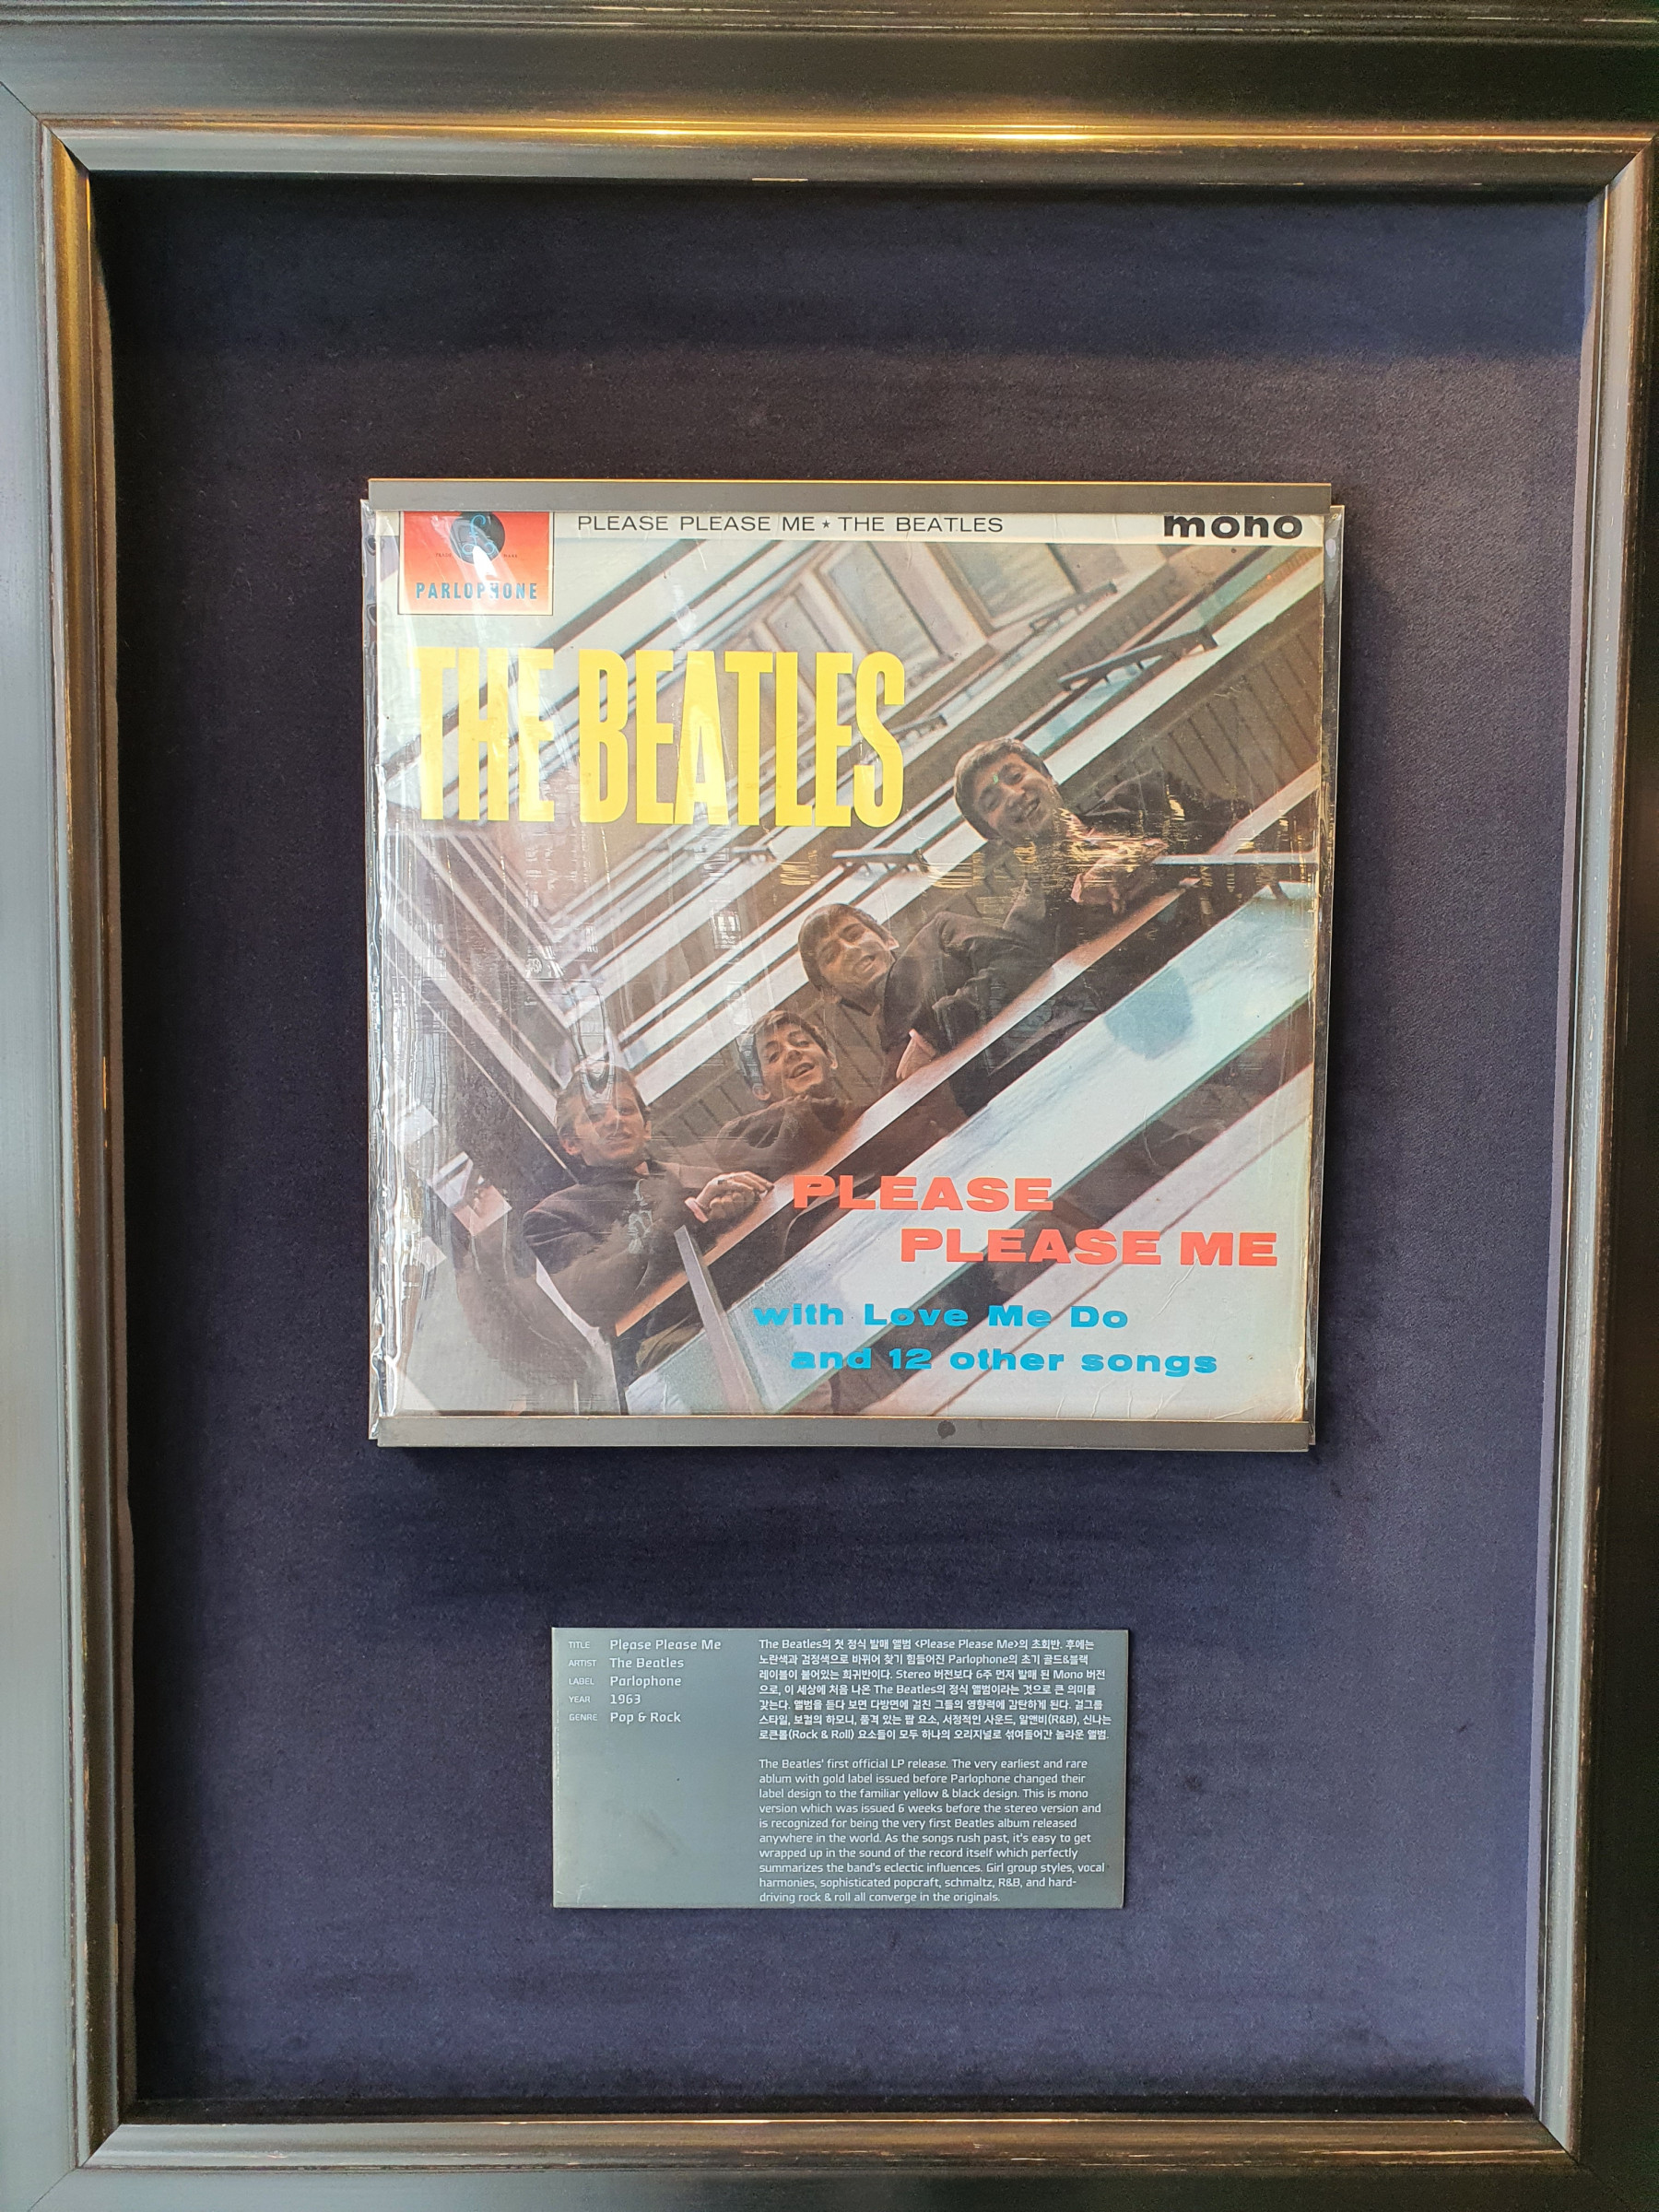 PLEASE PLEASE ME ★ THE BEATLES
mono
TRADE MARK
PARLOPHONE
THE BEATLES
PLEASE
PLEASE ME
with Love Me Do
and 12 other songs
TITLE Please Please Me
ARTIST The Beatles
LABEL Parlophone
YEAR 1963
GENRE Pop & Rock
The Beatles의 첫 정식 발매 앨범 <Please Please Me>의 초회반. 후에는
노란색과 검정색으로 바뀌어 찾기 힘들어진 Parlophone의 초기 골드&블랙
레이블이 붙어있는 희귀반이다. Stereo 버전보다 6주 먼저 발매 된 Mono 버전
으로, 이 세상에 처음 나온 The Beatles의 정식 앨범이라는 것으로 큰 의미를
갖는다. 앨범을 듣다 보면 다방면에 걸친 그들의 영향력에 감탄하게 된다. 걸그룹
스타일, 보컬의 하모니, 품격 있는 팝 요소, 서정적인 사운드, 알앤비(R&B), 신나는
로큰롤(Rock & Roll) 요소들이 모두 하나의 오리지널로 섞여들어간 놀라운 앨범.
The Beatles' first official LP release. The very earliest and rare
ablum with gold label issued before Parlophone changed their
label design to the familiar yellow & black design. This is mono
version which was issued 6 weeks before the stereo version and
is recognized for being the very first Beatles album released
anywhere in the world. As the songs rush past, it's easy to get
wrapped up in the sound of the record itself which perfectly
summarizes the band's eclectic influences. Girl group styles, vocal
harmonies, sophisticated popcraft, schmaltz, R&B, and hard-
driving rock & roll all converge in the originals.